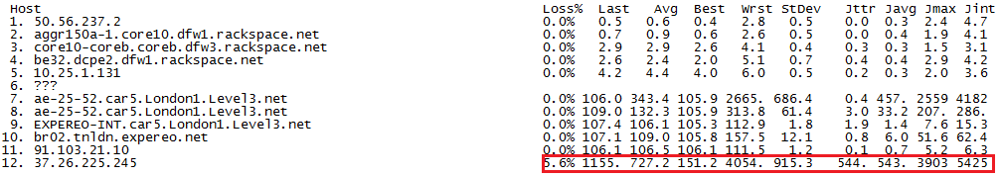 Host Loss% Last Avg Best Wrst StDev Jttr Javg Jmax Jint
1. 50.56.237.2 0.0% 0.5 0.6 0.4 2.8 0.5 0.0 0.3 2.4 4.7
2. aggr150a-1.core10.dfw1.rackspace.net 0.0% 0.7 0.9 0.6 2.6 0.5 0.0 0.4 1.9 4.1
3. core10-coreb.coreb.dfw3.rackspace.net 0.0% 2.9 2.9 2.6 4.1 0.4 0.3 0.3 1.5 3.1
4. be32.dcpe2.dfw1.rackspace.net 0.0% 2.6 2.4 2.0 5.1 0.7 0.4 0.4 2.9 4.2
5. 10.25.1.131 0.0% 4.2 4.4 4.0 6.0 0.5 0.2 0.3 2.0 3.6
6. ???
7. ae-25-52.car5.London1.Level3.net 0.0% 106.0 343.4 105.9 2665. 686.4 0.4 457. 2559 4182
8. ae-25-52.car5.London1.Level3.net 0.0% 109.0 132.3 105.9 313.8 61.4 3.0 33.2 207. 286.
9. EXPEREO-INT.car5.London1.Level3.net 0.0% 107.4 106.1 105.3 112.9 1.8 1.9 1.4 7.6 15.3
10. br02.tnldn.expereo.net 0.0% 107.1 109.0 105.8 157.5 12.1 0.8 6.0 51.6 62.4
11. 91.103.21.10 0.0% 106.1 106.5 106.1 111.5 1.2 0.1 0.7 5.2 6.3
12. 37.26.225.245 5.6% 1155. 727.2 151.2 4054. 915.3 544. 543. 3903 5425